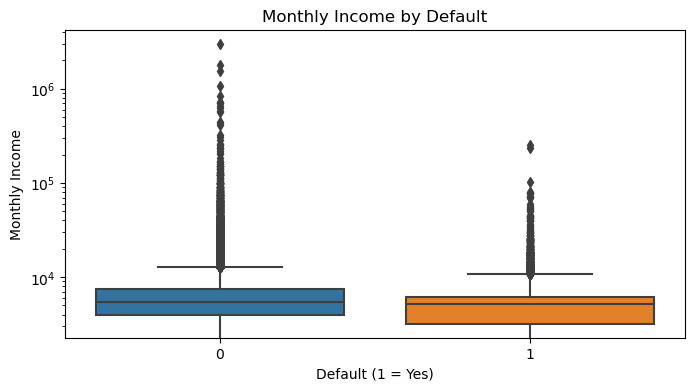 Monthly Income by Default
Monthly Income
10^6
10^5
10^4
0
1
Default (1 = Yes)